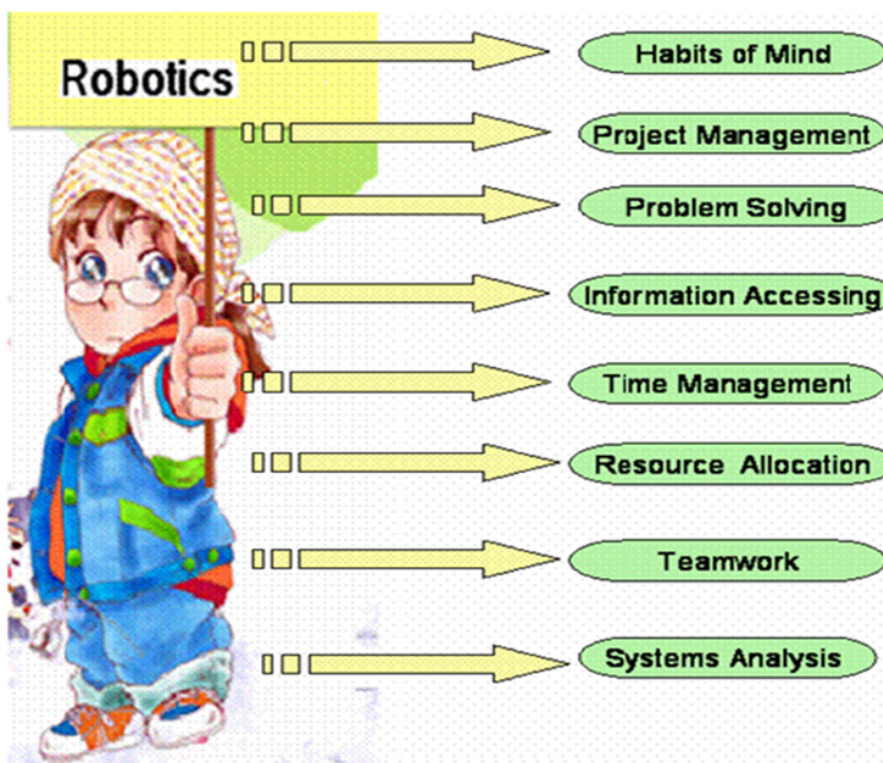 Robotics
Habits of Mind
Project Management
Problem Solving
Information Accessing
Time Management
Resource Allocation
Teamwork
Systems Analysis